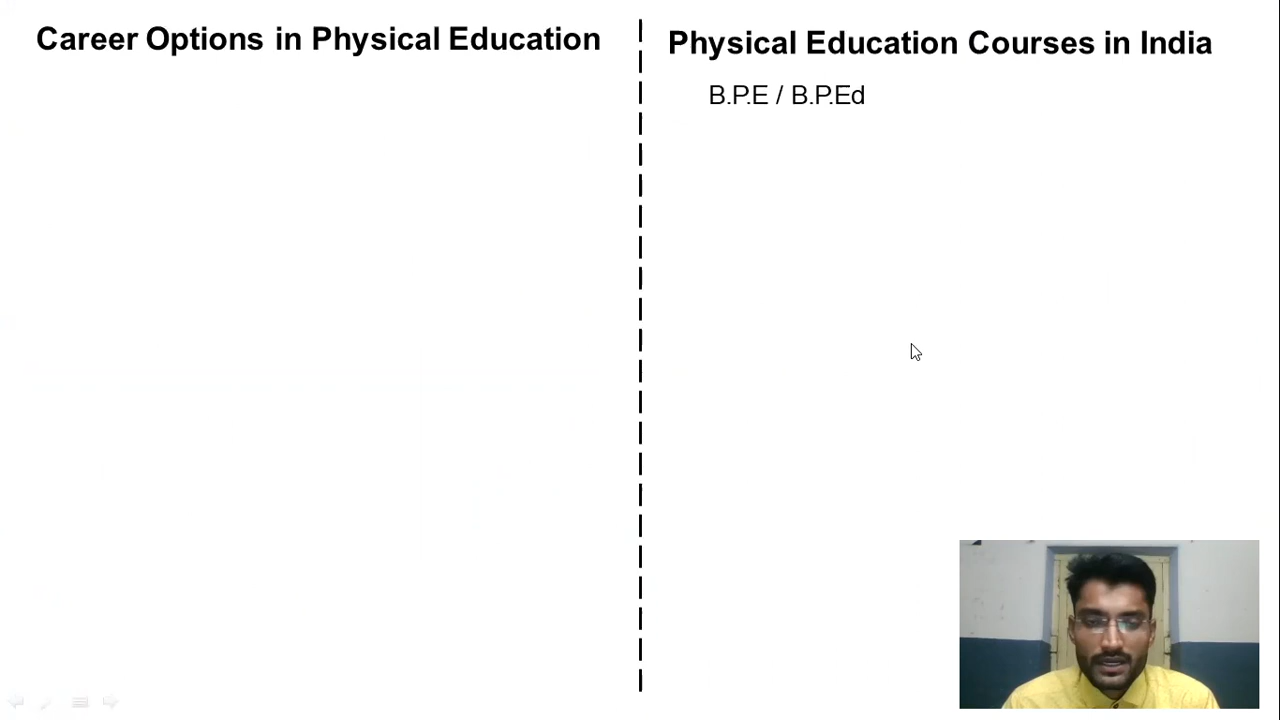 Career Options in Physical Education
Physical Education Courses in India
B.P.E / B.P.Ed